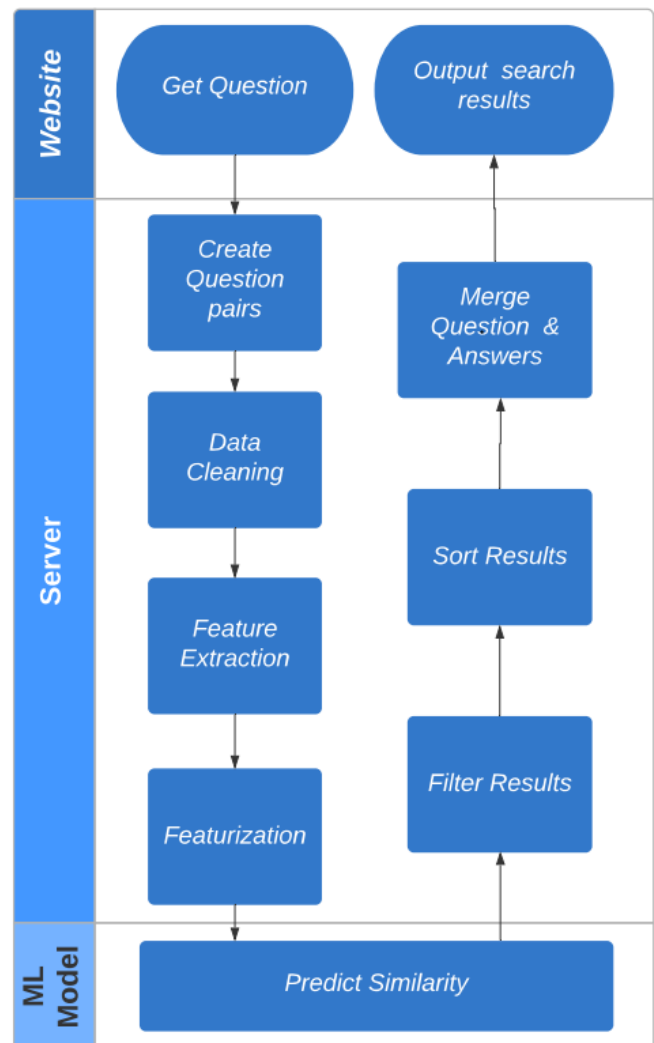 Website
Get Question
Output search
results
Server
Create
Question
pairs
Data
Cleaning
Feature
Extraction
Featurization
Merge
Question &
Answers
Sort Results
Filter Results
ML
Model
Predict Similarity